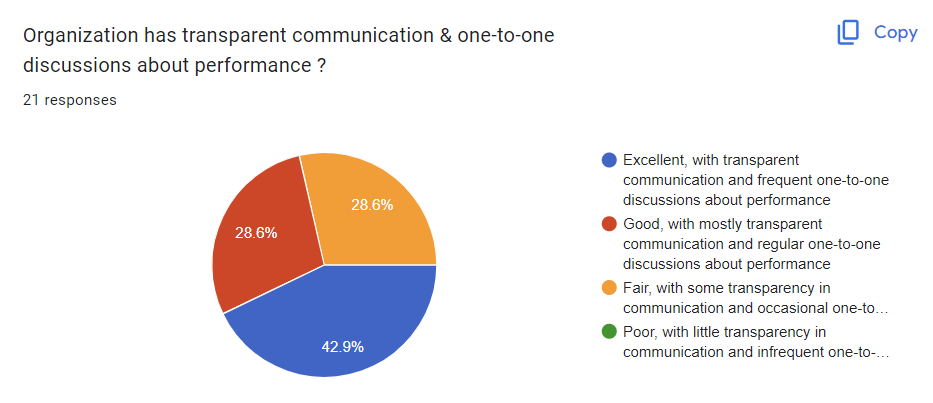 Organization has transparent communication & one-to-one
discussions about performance ?
Copy
21 responses
28.6%
28.6%
42.9%
Excellent, with transparent
communication and frequent one-to-one
discussions about performance
Good, with mostly transparent
communication and regular one-to-one
discussions about performance
Fair, with some transparency in
communication and occasional one-to…
Poor, with little transparency in
communication and infrequent one-to-…